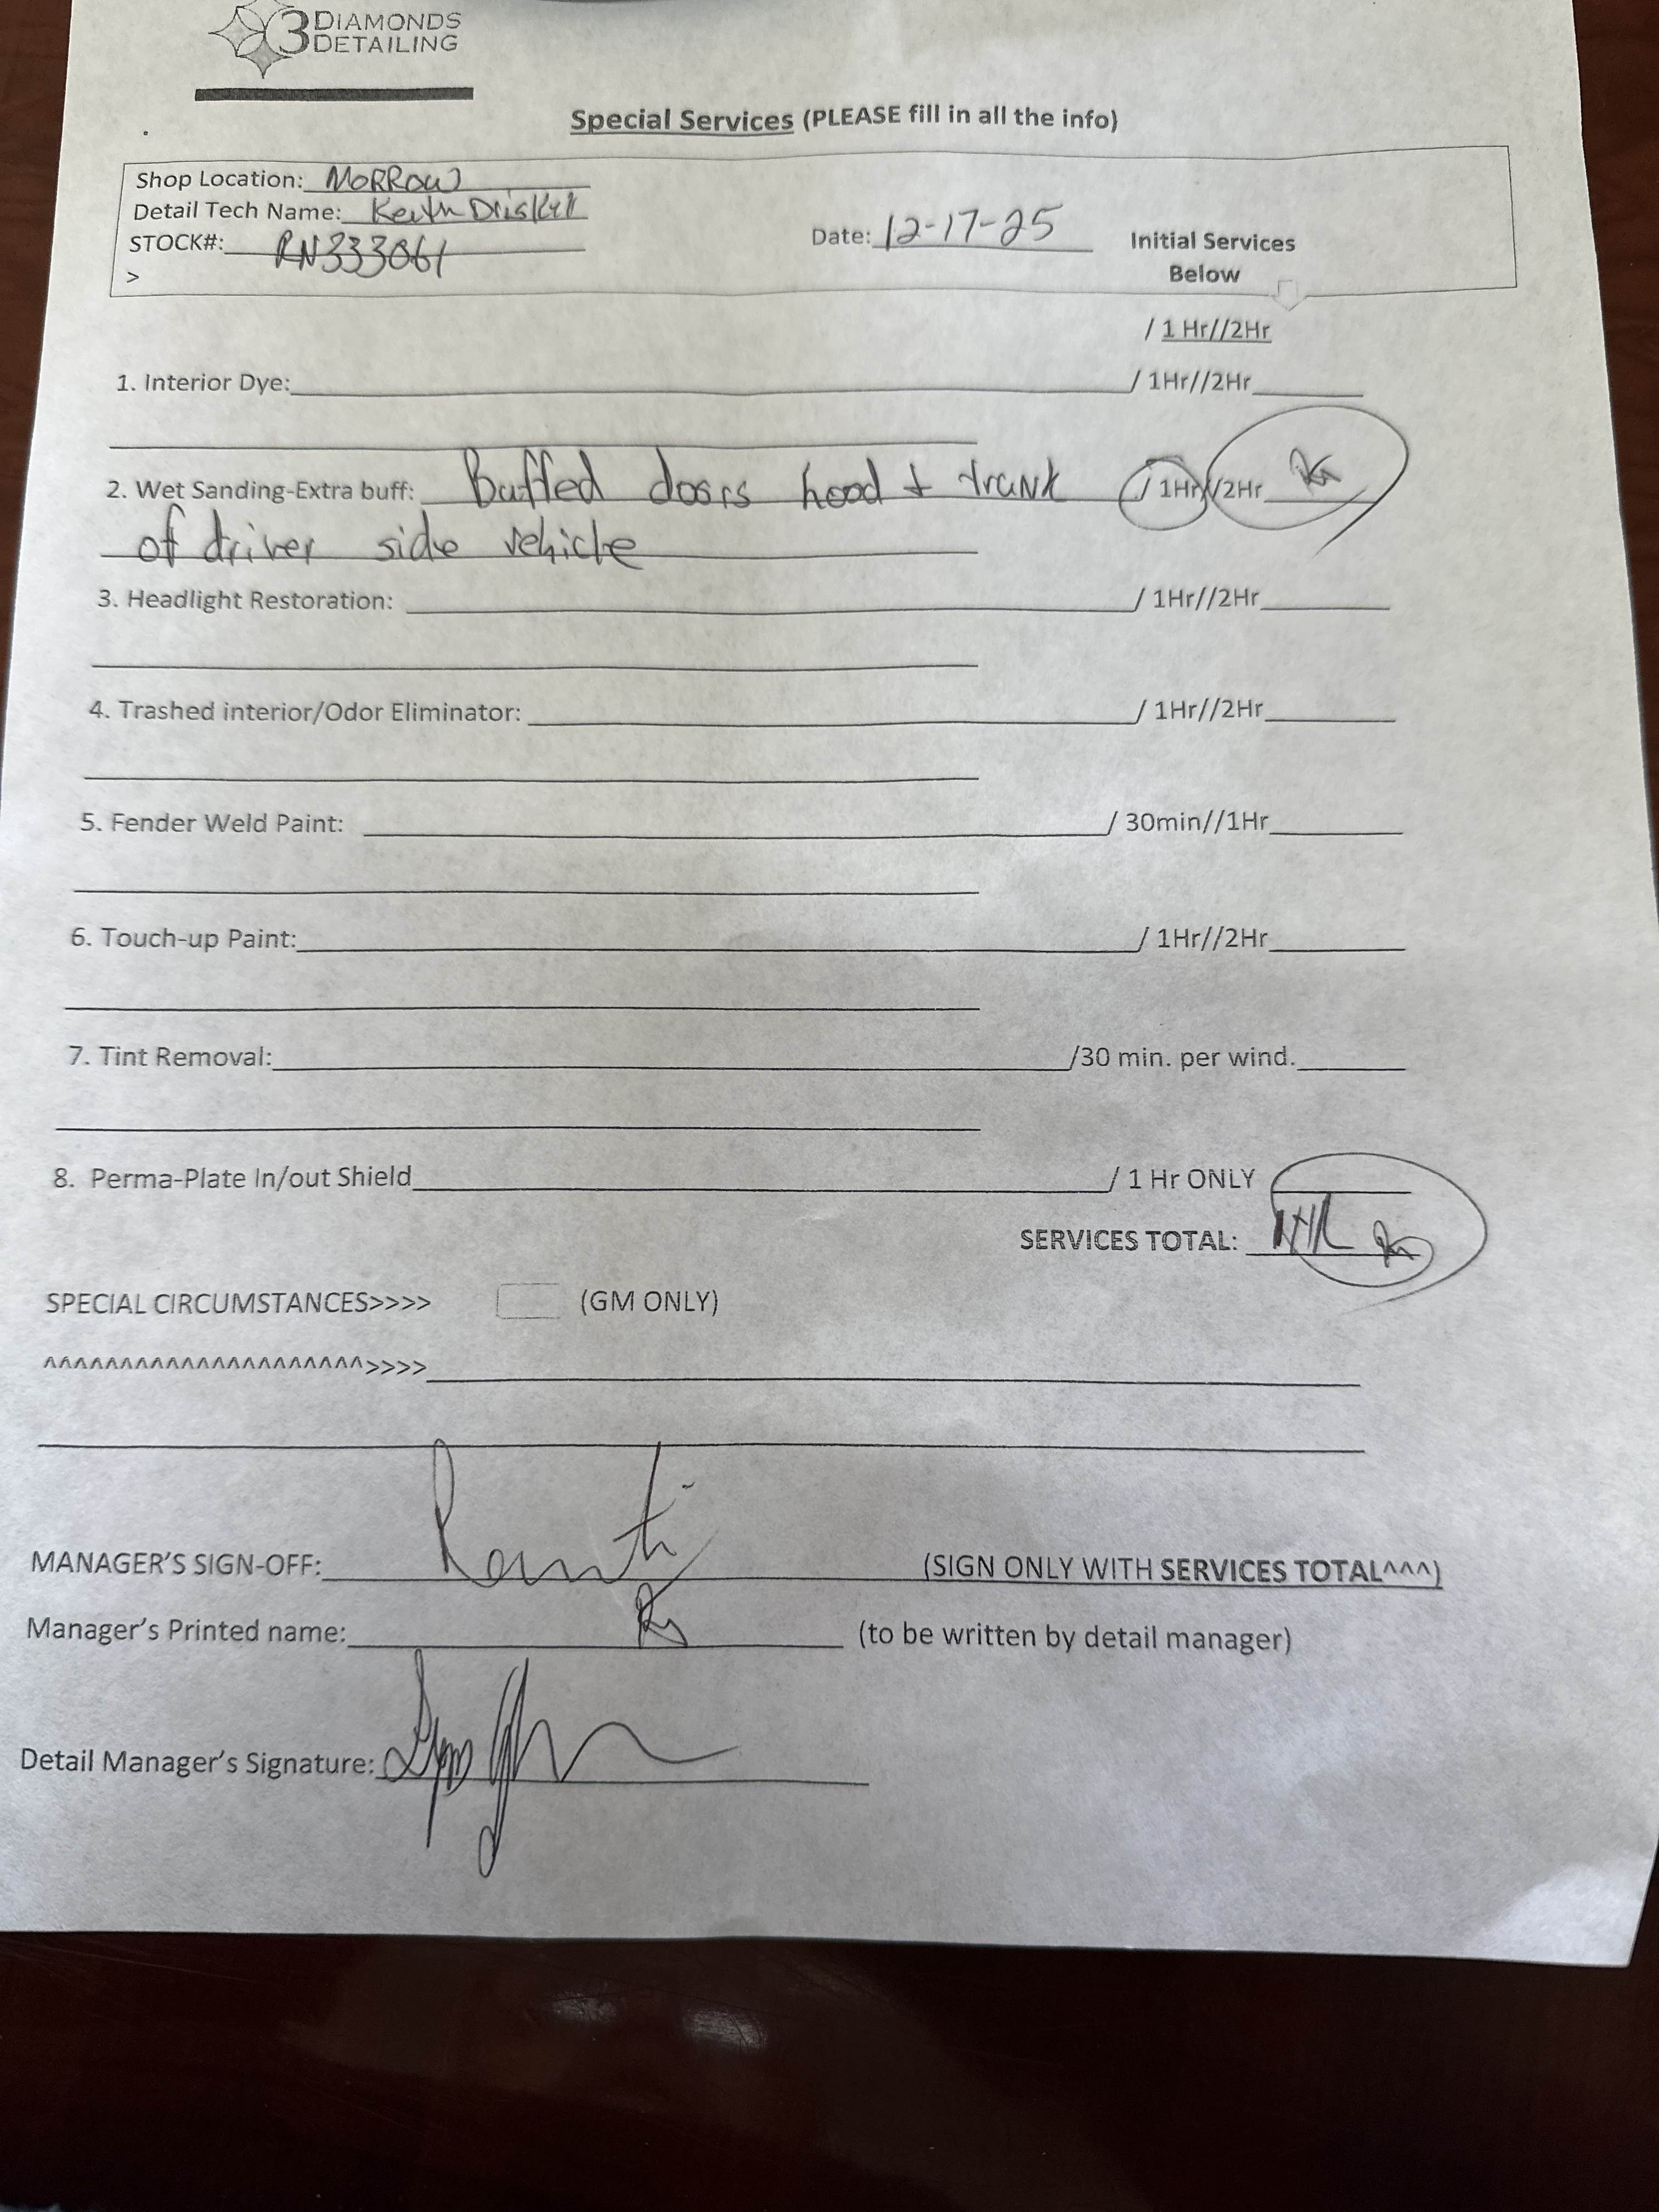 3 DIAMONDS
DETAILING
Special Services (PLEASE fill in all the info)
Shop Location: MORROW
Detail Tech Name: Keith Driskell
STOCK#: RN333061
Date: 12-17-25
Initial Services
Below
>
/ 1 Hr//2Hr
1. Interior Dye: / 1Hr//2Hr
2. Wet Sanding-Extra buff: Buffed doors hood + trunk / 1Hr//2Hr
of driver side vehicle
3. Headlight Restoration: / 1Hr//2Hr
4. Trashed interior/Odor Eliminator: / 1Hr//2Hr
5. Fender Weld Paint: / 30min//1Hr
6. Touch-up Paint: / 1Hr//2Hr
7. Tint Removal: /30 min. per wind.
8. Perma-Plate In/out Shield / 1 Hr ONLY
SERVICES TOTAL:
SPECIAL CIRCUMSTANCES>>>> (GM ONLY)
^^^^^^^^^^^^^^^^^^^^^>>>>
MANAGER'S SIGN-OFF: (SIGN ONLY WITH SERVICES TOTAL^^^)
Manager's Printed name: (to be written by detail manager)
Detail Manager's Signature: